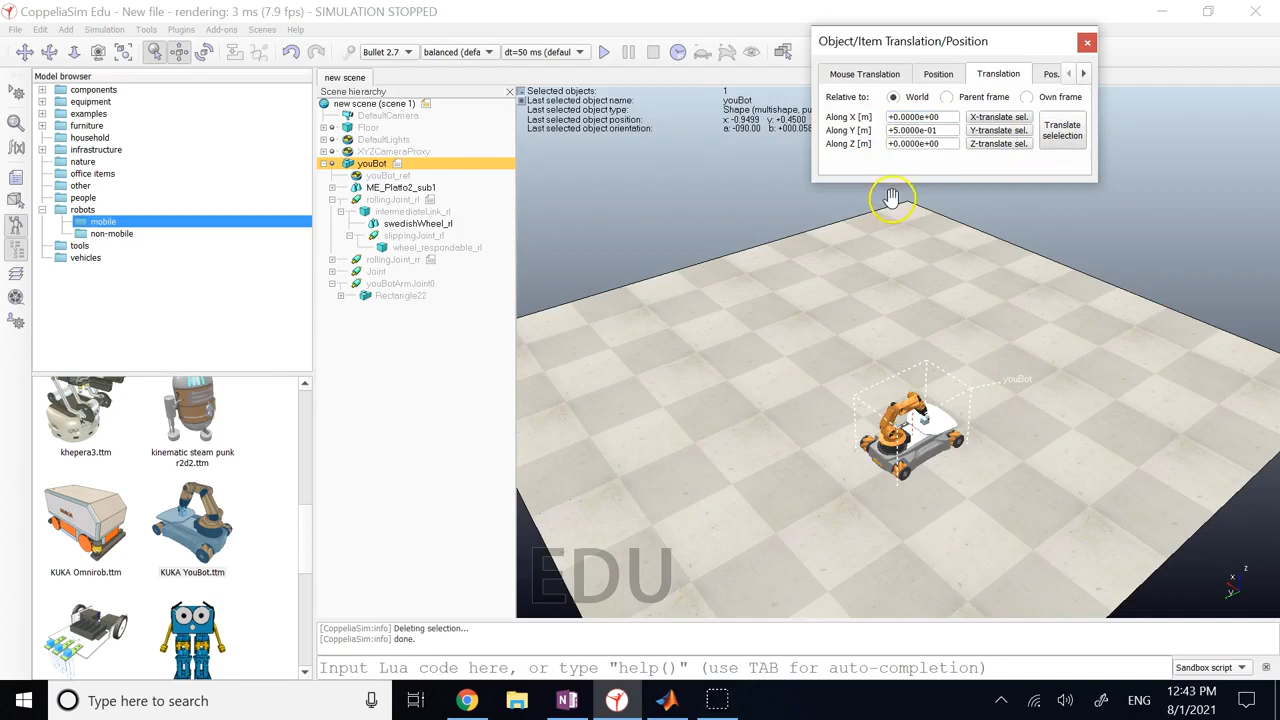 CoppeliaSim Edu - New file - rendering: 3 ms (7.9 fps) - SIMULATION STOPPED
File Edit Add Simulation Tools Plugins Add-ons Scenes Help
Bullet 2.7 balanced (defa dt=50 ms (defaul
Model browser
components
equipment
examples
furniture
household
infrastructure
nature
office items
other
people
robots
mobile
non-mobile
tools
vehicles
khepera3.ttm
kinematic steam punk
r2d2.ttm
KUKA Omnirob.ttm
KUKA YouBot.ttm
new scene
Scene hierarchy
new scene (scene 1)
DefaultCamera
Floor
DefaultLights
XYZCameraProxy
youBot
youBot_ref
ME_Platfo2_sub1
rollingJoint_rl
intermediateLink_rl
swedishWheel_rl
slippingJoint_rl
wheel_respondable_rl
rollingJoint_rr
Joint
youBotArmJoint0
Rectangle22
Selected objects: 1
Last selected object name: youBot
Last selected object type: Shape (multishape, pu
Last selected object position: x: -0.9499 y: +0.4500
Last selected object orientation: a: -090.00 b: +000.05
Object/Item Translation/Position
Mouse Translation Position Translation Pos.
Relative to: World Parent frame Own frame
Along X [m] +0.0000e+00 X-translate sel.
Along Y [m] +5.0000e-01 Y-translate sel.
Along Z [m] +0.0000e+00 Z-translate sel.
Translate
selelection
youBot
EDU
z
x
y
[CoppeliaSim:info] Deleting selection...
[CoppeliaSim:info] done.
Input Lua code here, or type "help()" (use TAB for auto-completion)
Sandbox script
Type here to search
ENG
12:43 PM
8/1/2021